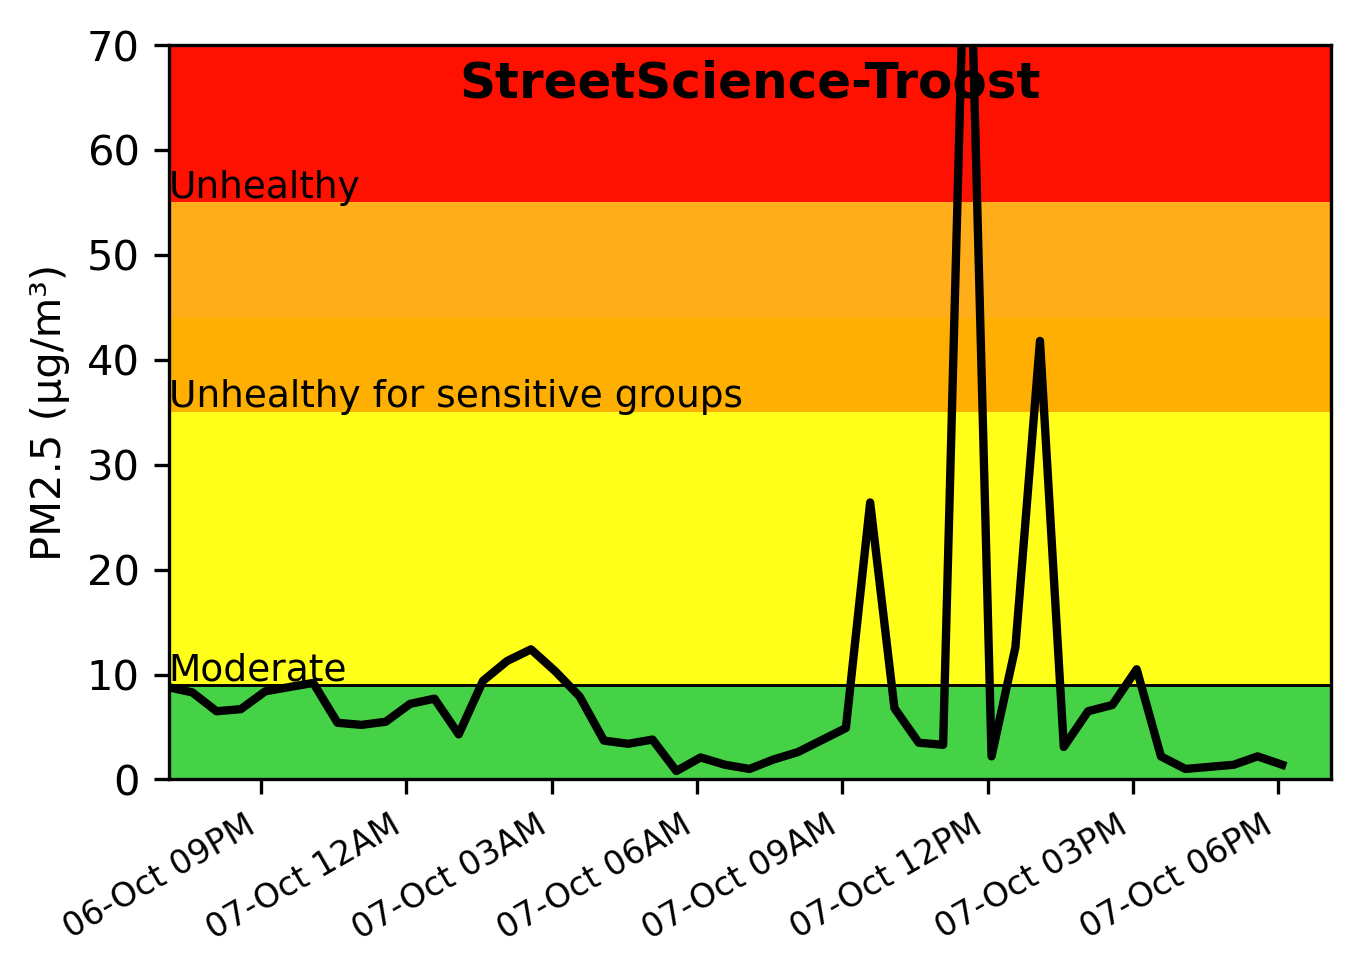 StreetScience-Troost
70
60
50
40
30
20
10
0
PM2.5 (µg/m³)
Unhealthy
Unhealthy for sensitive groups
Moderate
06-Oct 09PM
07-Oct 12AM
07-Oct 03AM
07-Oct 06AM
07-Oct 09AM
07-Oct 12PM
07-Oct 03PM
07-Oct 06PM